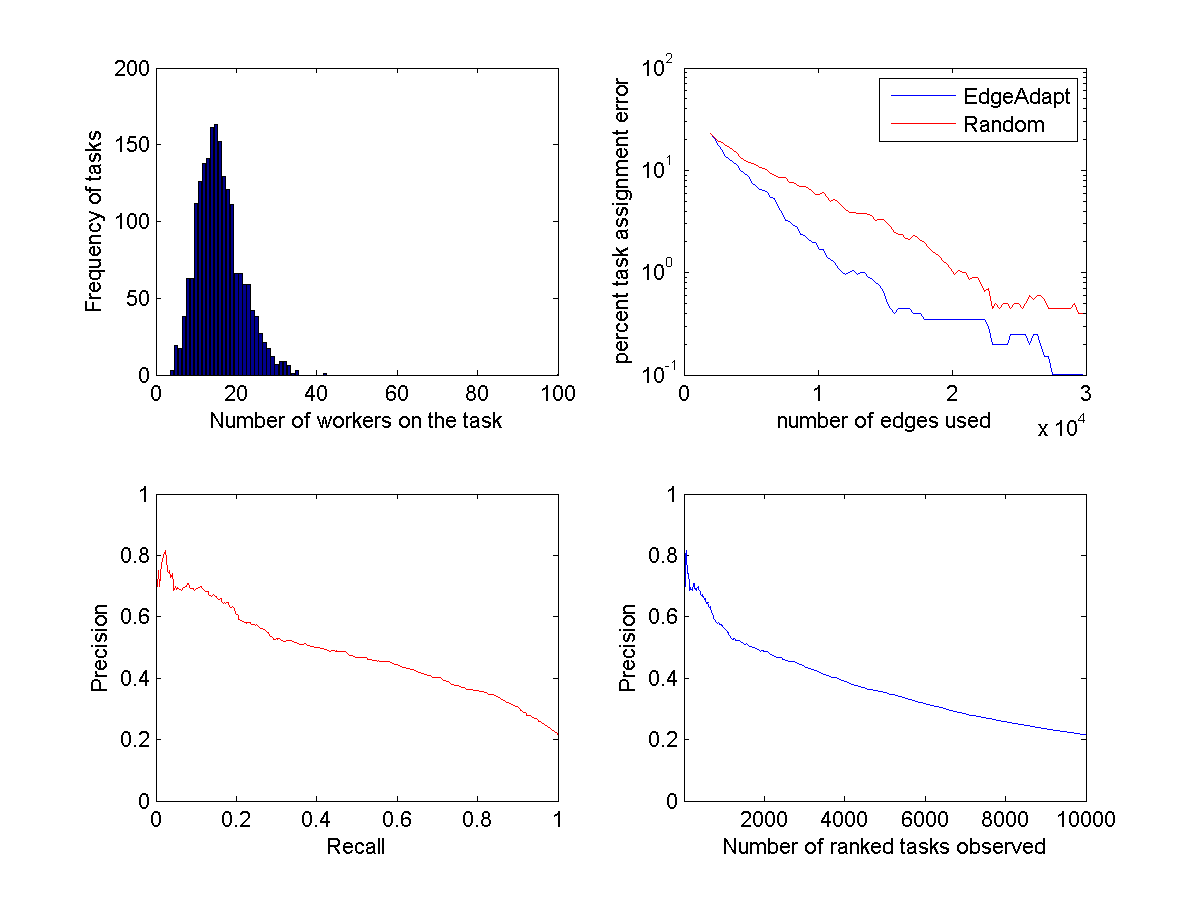 200
150
100
50
0
Frequency of tasks
0 20 40 60 80 100
Number of workers on the task
10^2
10^1
10^0
10^-1
percent task assignment error
EdgeAdapt
Random
0 1 2 3
number of edges used
x 10^4
1
0.8
0.6
0.4
0.2
0
Precision
0 0.2 0.4 0.6 0.8 1
Recall
1
0.8
0.6
0.4
0.2
0
Precision
2000 4000 6000 8000 10000
Number of ranked tasks observed